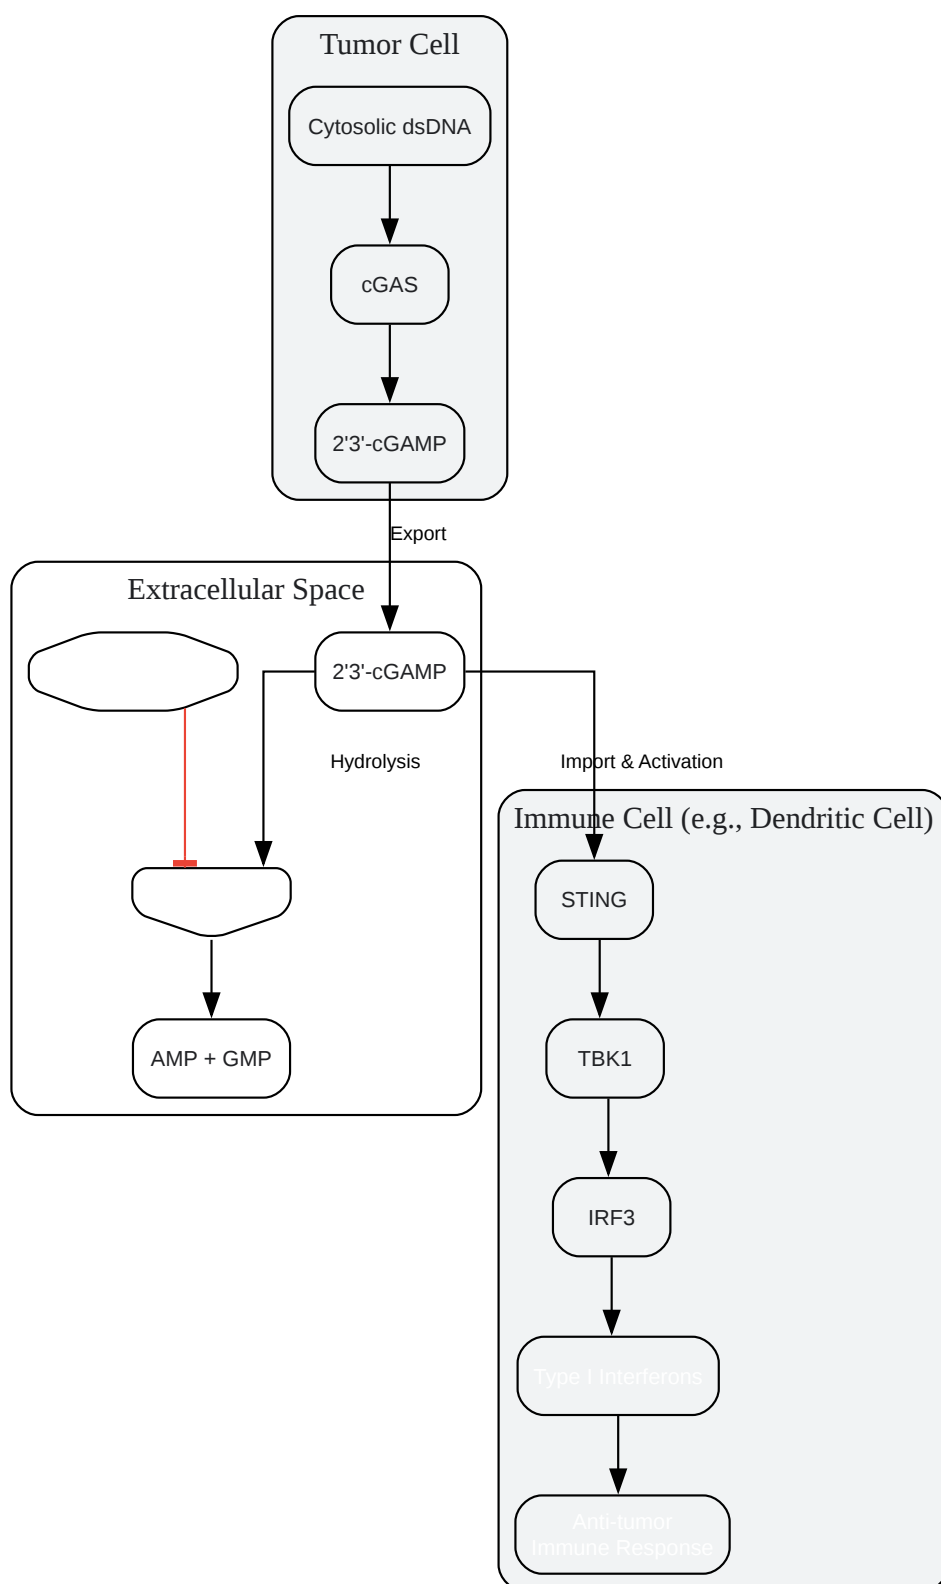 Tumor Cell
Cytosolic dsDNA
cGAS
2'3'-cGAMP
Export
Extracellular Space
2'3'-cGAMP
Hydrolysis
Import & Activation
Immune Cell (e.g., Dendritic Cell)
STING
AMP + GMP
TBK1
IRF3
Type I Interferons
Anti-tumor
Immune Response